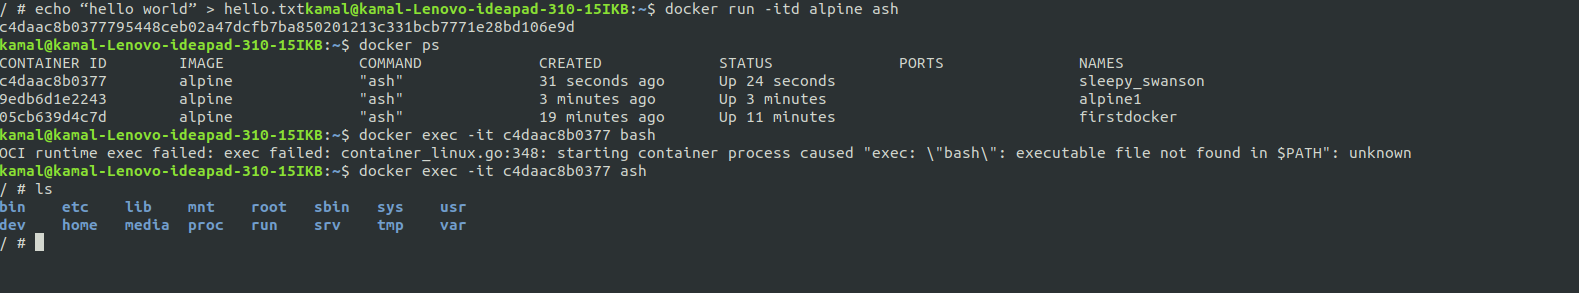 / # echo “hello world” > hello.txtkamal@kamal-Lenovo-ideapad-310-15IKB:~$ docker run -itd alpine ash
c4daac8b0377795448ceb02a47dcfb7ba850201213c331bcb7771e28bd106e9d
kamal@kamal-Lenovo-ideapad-310-15IKB:~$ docker ps
CONTAINER ID        IMAGE               COMMAND             CREATED             STATUS              PORTS               NAMES
c4daac8b0377        alpine              "ash"               31 seconds ago      Up 24 seconds                           sleepy_swanson
9edb6d1e2243        alpine              "ash"               3 minutes ago       Up 3 minutes                            alpine1
05cb639d4c7d        alpine              "ash"               19 minutes ago      Up 11 minutes                           firstdocker
kamal@kamal-Lenovo-ideapad-310-15IKB:~$ docker exec -it c4daac8b0377 bash
OCI runtime exec failed: exec failed: container_linux.go:348: starting container process caused "exec: \"bash\": executable file not found in $PATH": unknown
kamal@kamal-Lenovo-ideapad-310-15IKB:~$ docker exec -it c4daac8b0377 ash
/ # ls
bin    etc    lib    mnt    root   sbin   sys    usr
dev    home   media  proc   run    srv    tmp    var
/ #